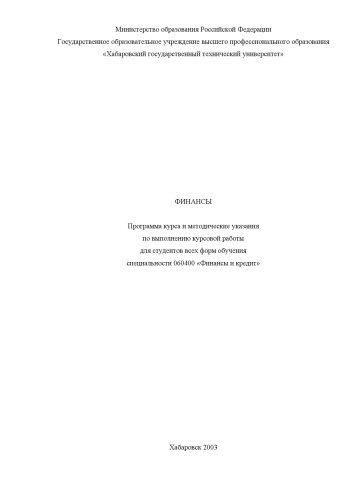 Министерство образования Российской Федерации
Государственное образовательное учреждение высшего профессионального образования
«Хабаровский государственный технический университет»
ФИНАНСЫ
Программа курса и методические указания
по выполнению курсовой работы
для студентов всех форм обучения
специальности 060400 «Финансы и кредит»
Хабаровск 2003